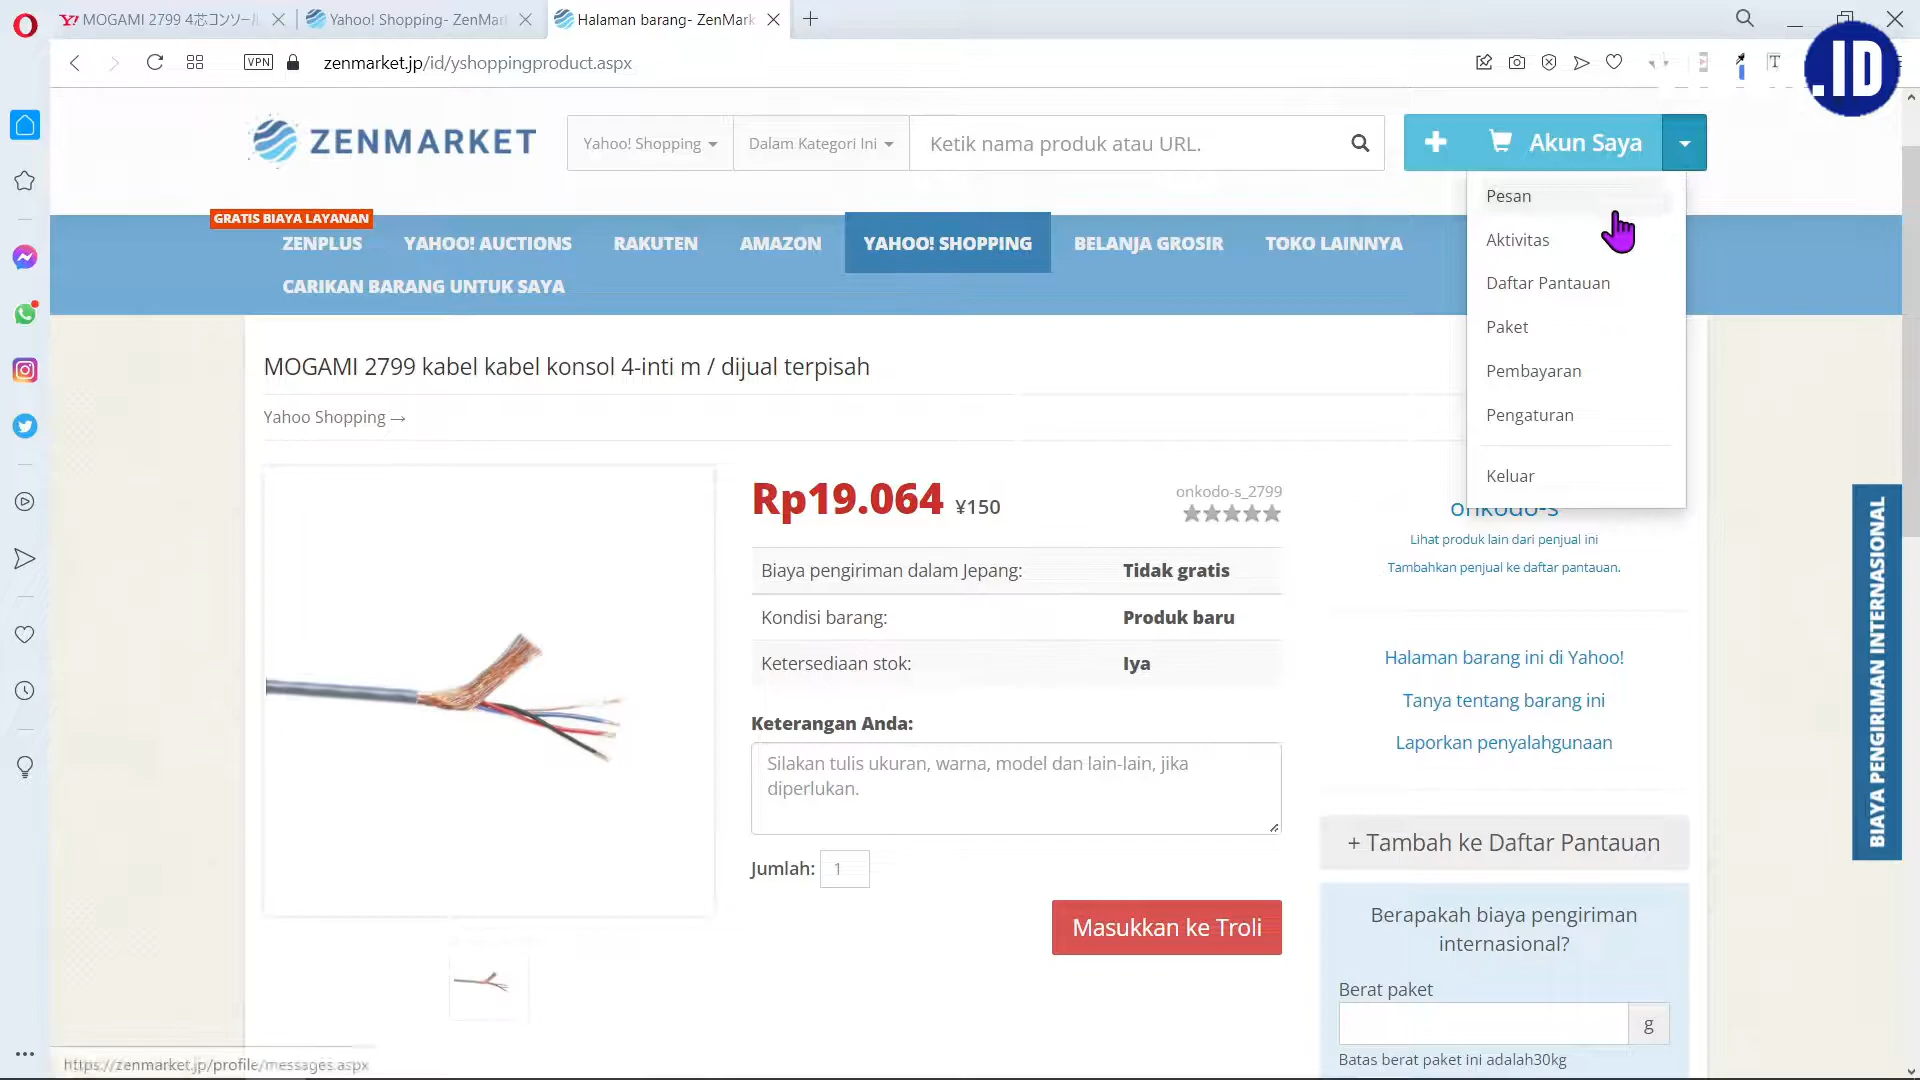 MOGAMI 2799 4芯コンソール
Yahoo! Shopping- ZenMar
Halaman barang- ZenMark
VPN
zenmarket.jp/id/yshoppingproduct.aspx
T
.ID
ZENMARKET
Yahoo! Shopping
Dalam Kategori Ini
Ketik nama produk atau URL.
Akun Saya
Pesan
Aktivitas
Daftar Pantauan
Paket
Pembayaran
Pengaturan
Keluar
GRATIS BIAYA LAYANAN
ZENPLUS
YAHOO! AUCTIONS
RAKUTEN
AMAZON
YAHOO! SHOPPING
BELANJA GROSIR
TOKO LAINNYA
CARIKAN BARANG UNTUK SAYA
MOGAMI 2799 kabel kabel konsol 4-inti m / dijual terpisah
Yahoo Shopping →
Rp19.064 ¥150
onkodo-s_2799
Biaya pengiriman dalam Jepang: Tidak gratis
Kondisi barang: Produk baru
Ketersediaan stok: Iya
Keterangan Anda:
Silakan tulis ukuran, warna, model dan lain-lain, jika
diperlukan.
Jumlah: 1
Masukkan ke Troli
onkodo-s
Lihat produk lain dari penjual ini
Tambahkan penjual ke daftar pantauan.
Halaman barang ini di Yahoo!
Tanya tentang barang ini
Laporkan penyalahgunaan
+ Tambah ke Daftar Pantauan
Berapakah biaya pengiriman
internasional?
Berat paket
g
Batas berat paket ini adalah30kg
BIAYA PENGIRIMAN INTERNASIONAL
https://zenmarket.jp/profile/messages.aspx